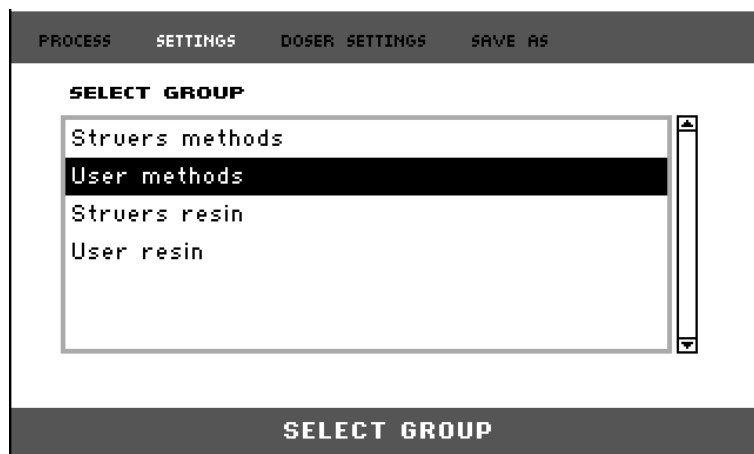 PROCESS SETTINGS DOSER SETTINGS SAVE AS
SELECT GROUP
Struers methods
User methods
Struers resin
User resin
SELECT GROUP